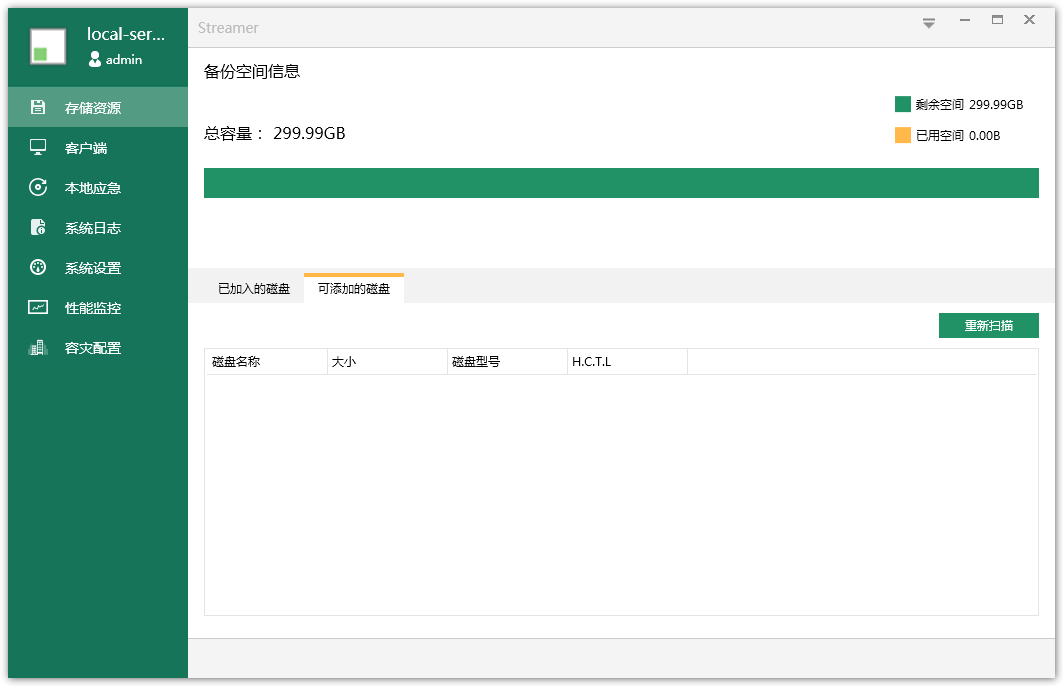 local-ser...
admin
存储资源
客户端
本地应急
系统日志
系统设置
性能监控
容灾配置
Streamer
备份空间信息
总容量： 299.99GB
剩余空间 299.99GB
已用空间 0.00B
已加入的磁盘 可添加的磁盘
重新扫描
磁盘名称 大小 磁盘型号 H.C.T.L